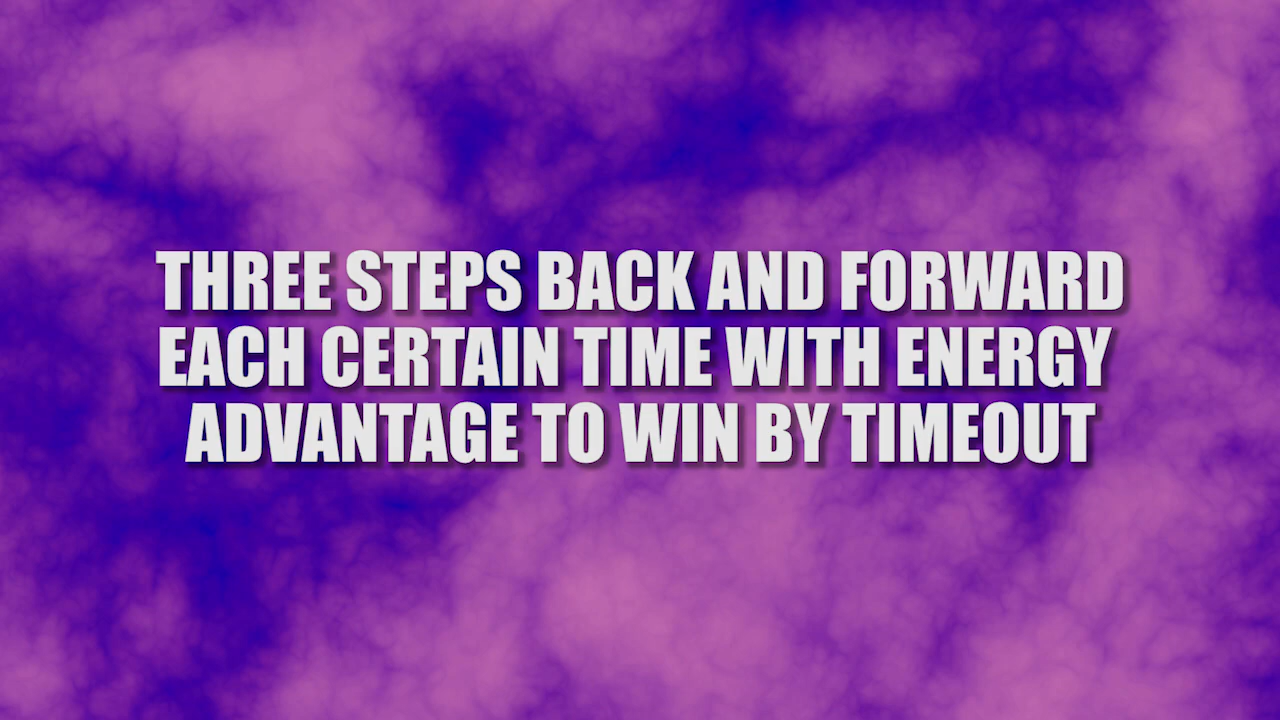 THREE STEPS BACK AND FORWARD
EACH CERTAIN TIME WITH ENERGY
ADVANTAGE TO WIN BY TIMEOUT